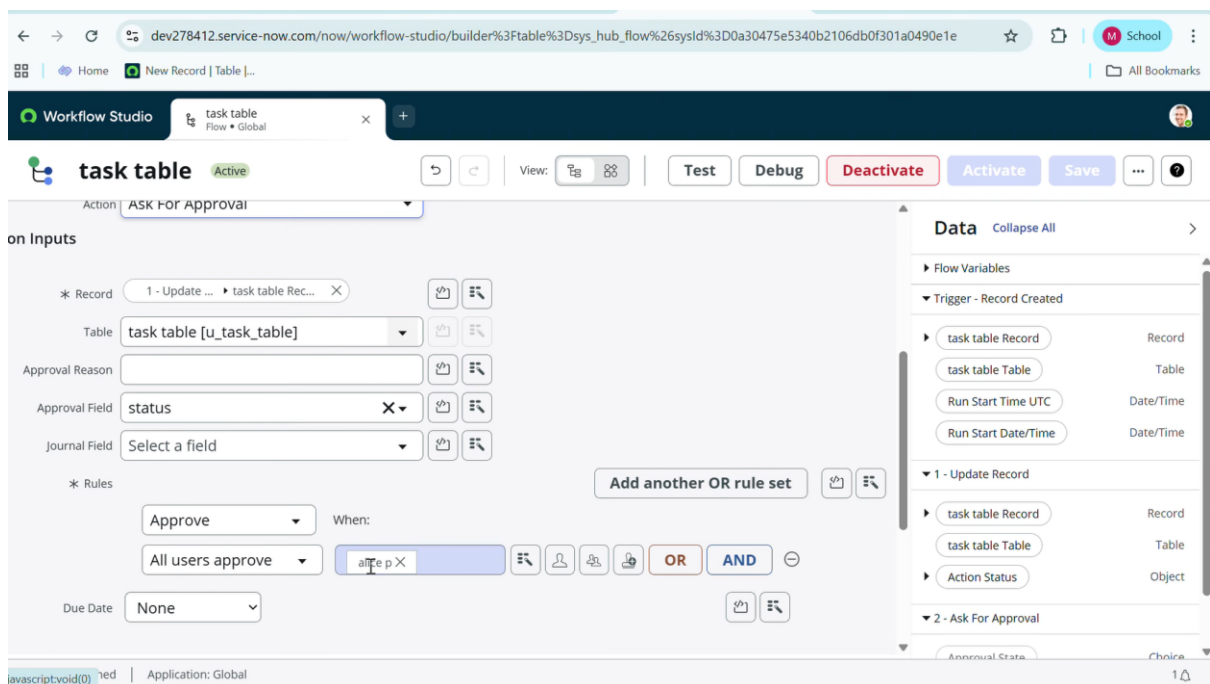 dev278412.service-now.com/now/workflow-studio/builder%3Ftable%3Dsys_hub_flow%26sysId%3D0a30475e5340b2106db0f301a0490e1e
M School
Home New Record | Table |...
All Bookmarks
Workflow Studio
task table
Flow • Global
task table Active
View:
Test Debug Deactivate Activate Save
Action Ask For Approval
on Inputs
Record 1 - Update ... task table Rec...
Table task table [u_task_table]
Approval Reason
Approval Field status
Journal Field Select a field
Rules Add another OR rule set
Approve When:
All users approve OR AND
Due Date None
Data Collapse All
Flow Variables
Trigger - Record Created
task table Record Record
task table Table Table
Run Start Time UTC Date/Time
Run Start Date/Time Date/Time
1 - Update Record
task table Record Record
task table Table Table
Action Status Object
2 - Ask For Approval
Approval State Choice
javascript:void(0) Application: Global
1